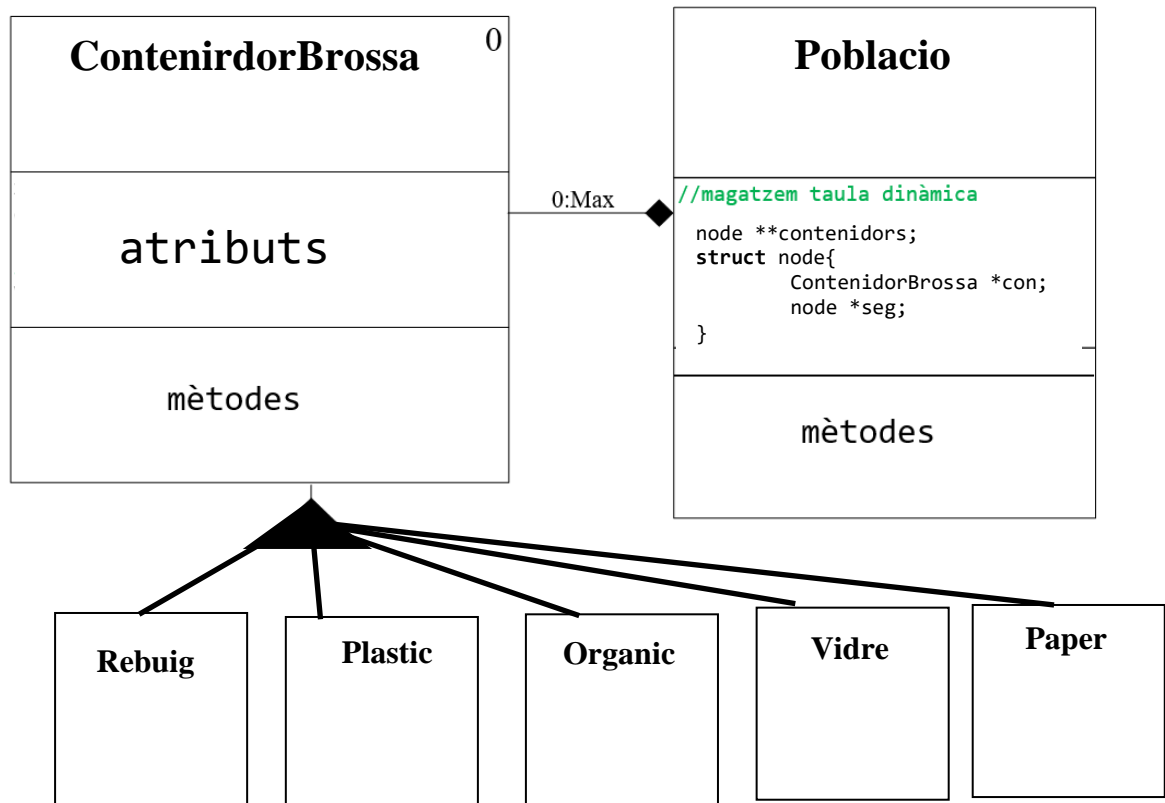 ContenirdorBrossa
0
atributs
mètodes
0:Max
Poblacio
//magatzem taula dinàmica
node **contenidors;
struct node{
ContenidorBrossa *con;
node *seg;
}
mètodes
Rebuig
Plastic
Organic
Vidre
Paper